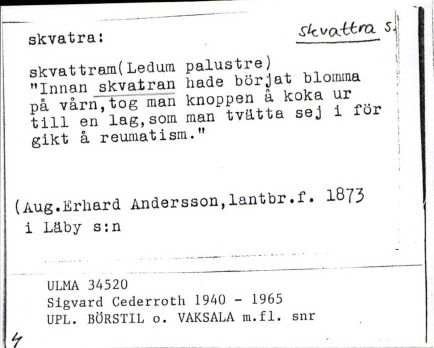 skvatra:
skvattra s.
skvattram(Ledum palustre)
"Innan skvatran hade börjat blomma
på vårn,tog man knoppen å koka ur
till en lag,som man tvätta sej i för
gikt å reumatism."
(Aug.Erhard Andersson,lantbr.f. 1873
i Läby s:n
ULMA 34520
Sigvard Cederroth 1940 - 1965
UPL. BÖRSTIL o. VAKSALA m.fl. snr
4